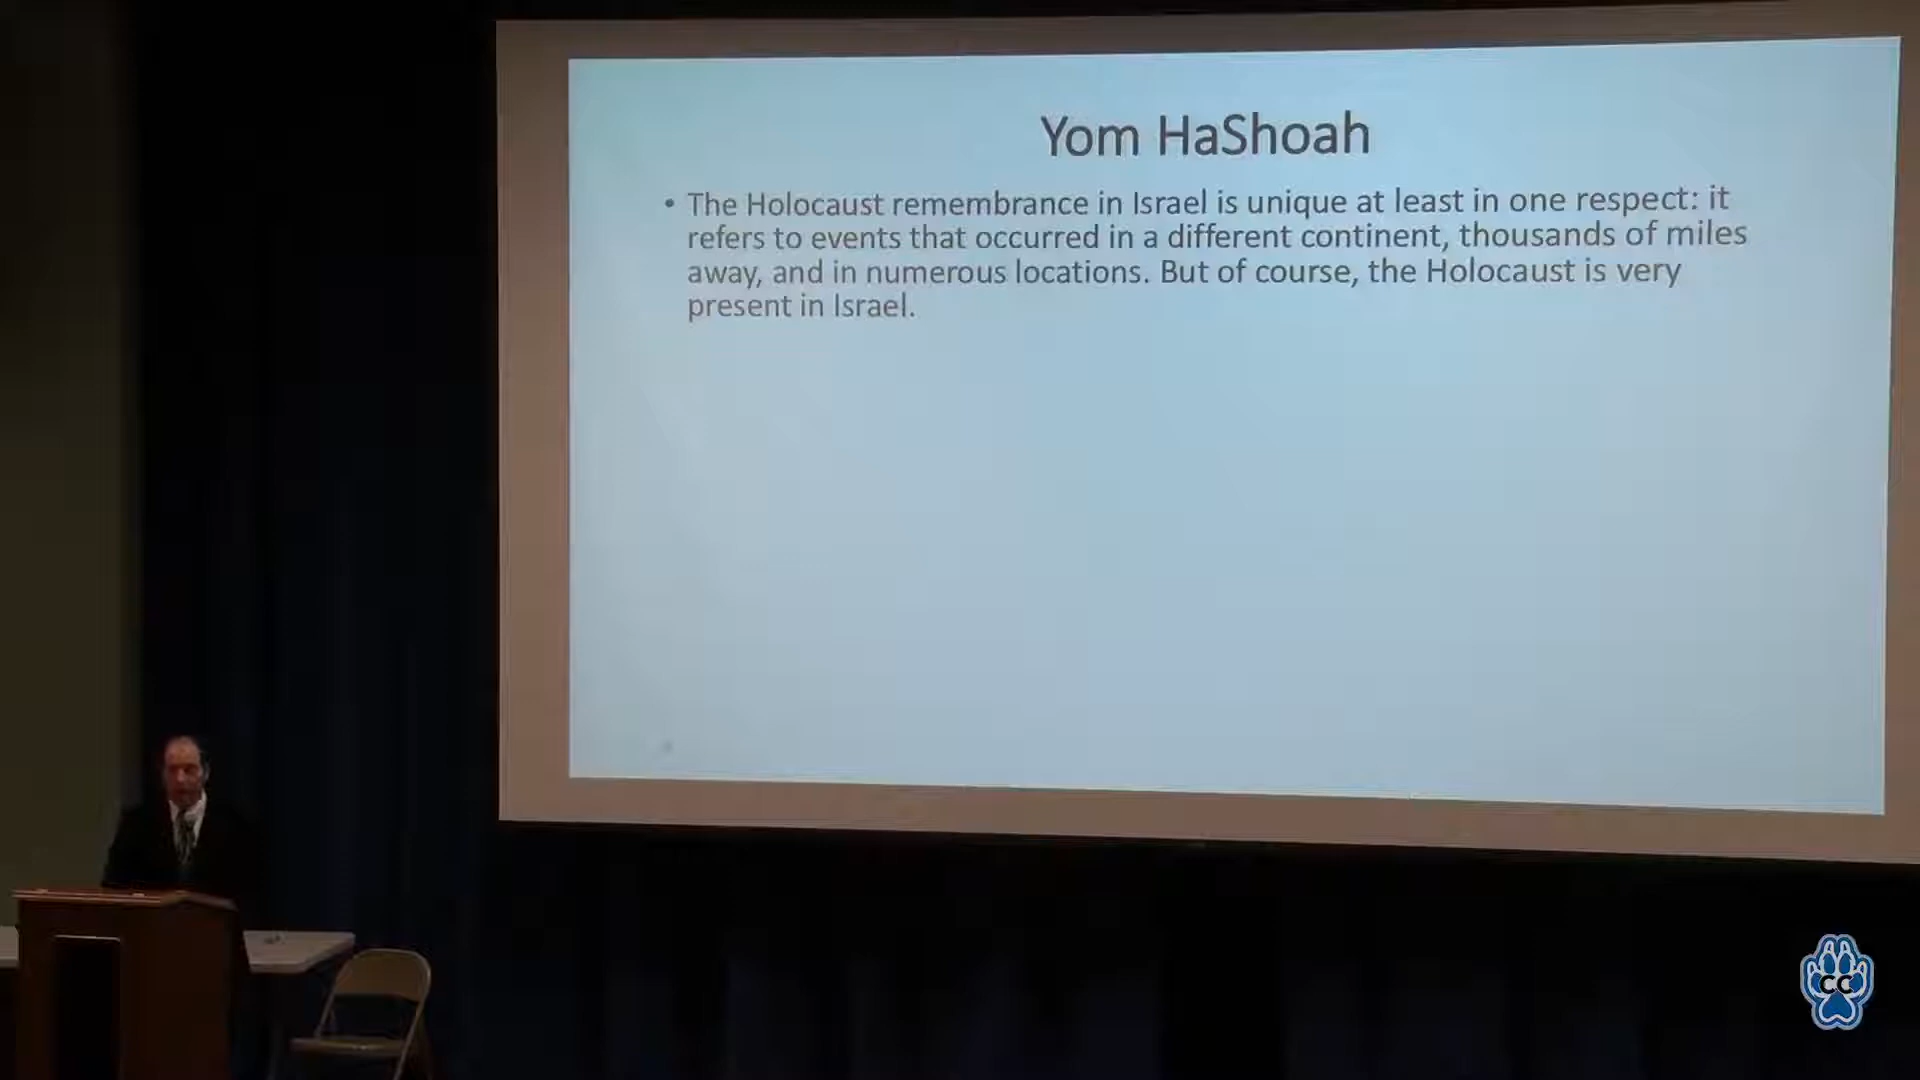 Yom HaShoah
• The Holocaust remembrance in Israel is unique at least in one respect: it
refers to events that occurred in a different continent, thousands of miles
away, and in numerous locations. But of course, the Holocaust is very
present in Israel.
CC